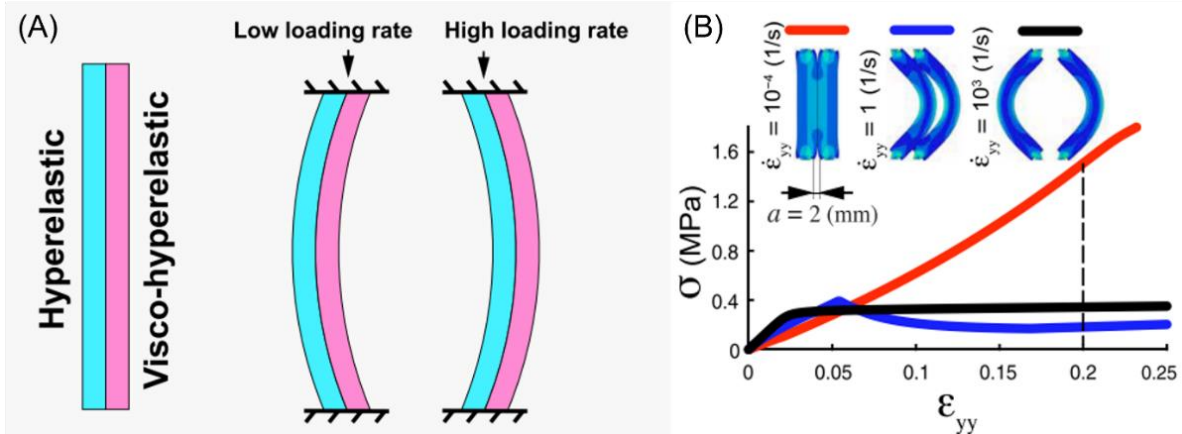 (A)
Low loading rate
High loading rate
Hyperelastic
Visco-hyperelastic
(B)
ε̇yy = 10⁻⁴ (1/s)
ε̇yy = 1 (1/s)
ε̇yy = 10³ (1/s)
a = 2 (mm)
σ (MPa)
1.6
1.2
0.8
0.4
0
0
0.05
0.1
0.15
0.2
0.25
εyy